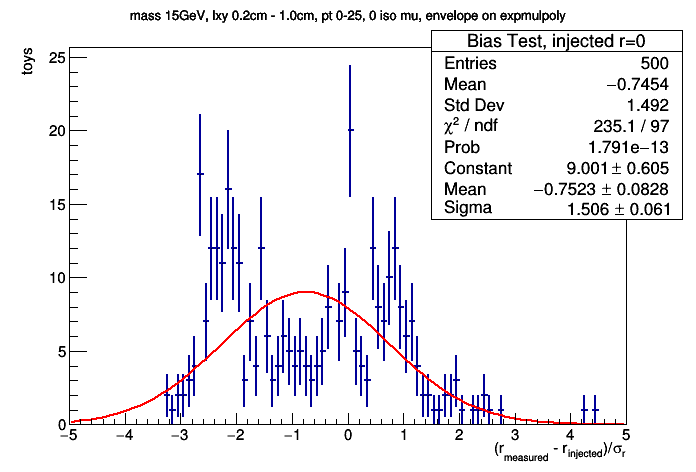 mass 15GeV, lxy 0.2cm - 1.0cm, pt 0-25, 0 iso mu, envelope on expmulpoly
Bias Test, injected r=0
Entries 500
Mean −0.7454
Std Dev 1.492
χ² / ndf 235.1 / 97
Prob 1.791e−13
Constant 9.001 ± 0.605
Mean −0.7523 ± 0.0828
Sigma 1.506 ± 0.061
toys
25
20
15
10
5
0
−5 −4 −3 −2 −1 0 1 2 3 4 5
(r_measured - r_injected)/σ_r